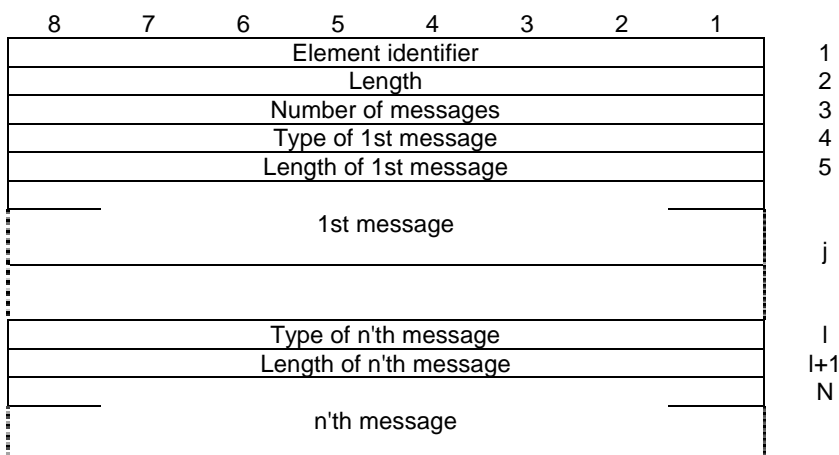 8 7 6 5 4 3 2 1
Element identifier 1
Length 2
Number of messages 3
Type of 1st message 4
Length of 1st message 5
1st message
j
Type of n'th message l
Length of n'th message l+1
N
n'th message